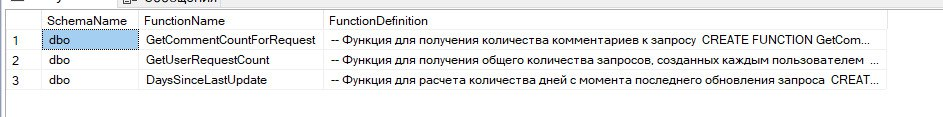 SchemaName FunctionName FunctionDefinition
1 dbo GetCommentCountForRequest -- Функция для получения количества комментариев к запросу CREATE FUNCTION GetCom...
2 dbo GetUserRequestCount -- Функция для получения общего количества запросов, созданных каждым пользователем ...
3 dbo DaysSinceLastUpdate -- Функция для расчета количества дней с момента последнего обновления запроса CREAT...